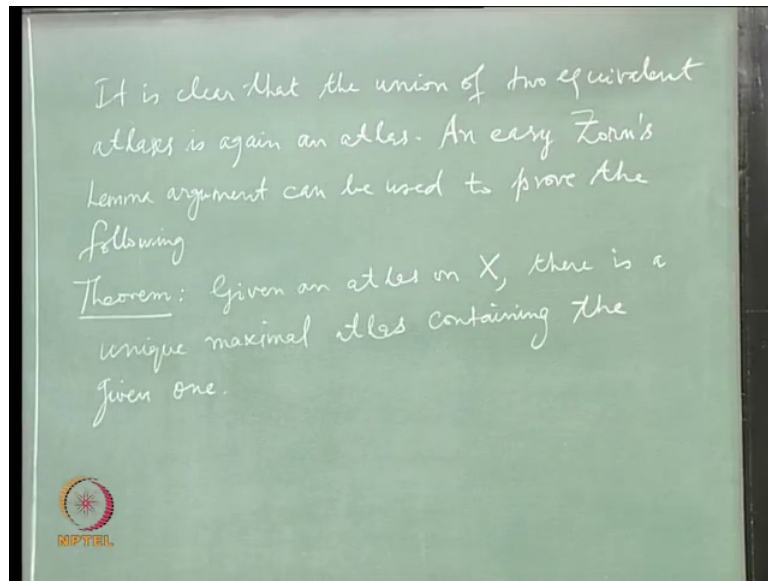 It is clear that the union of two equivalent
atlases is again an atlas. An easy Zorn's
Lemma argument can be used to prove the
following
Theorem: Given an atlas on X, there is a
unique maximal atlas containing the
given one.
NPTEL